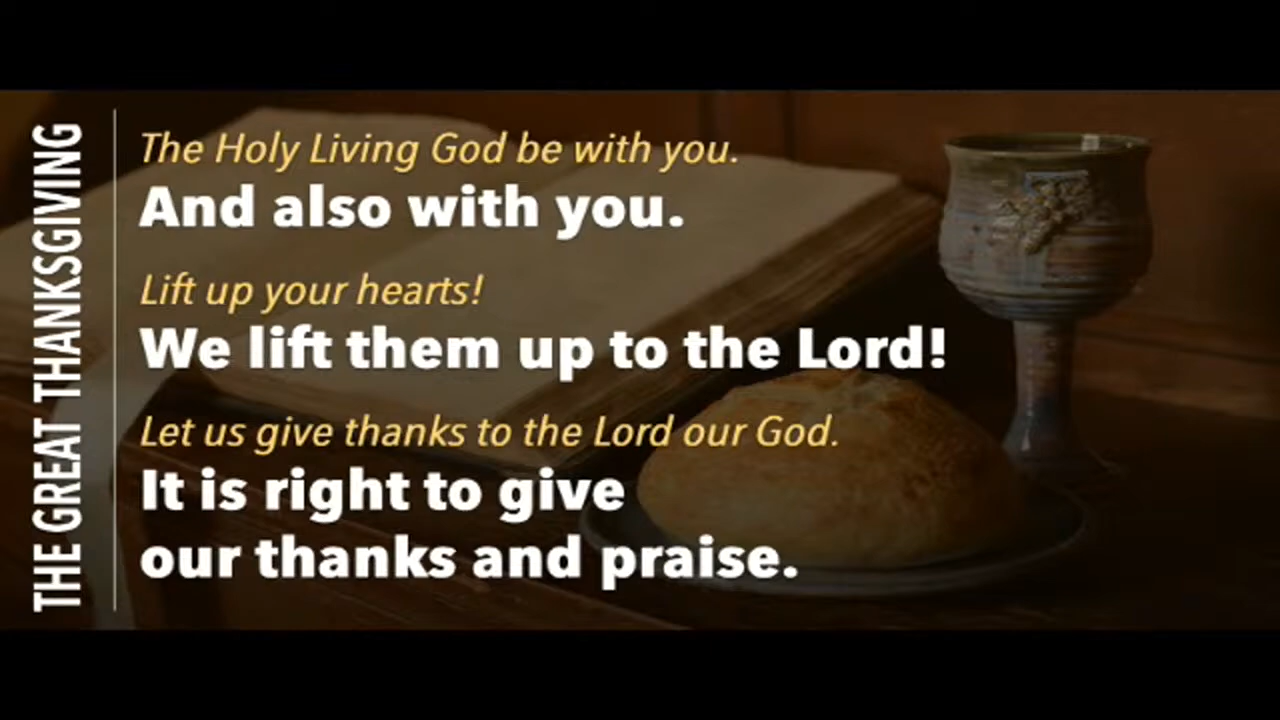 THE GREAT THANKSGIVING
The Holy Living God be with you.
And also with you.
Lift up your hearts!
We lift them up to the Lord!
Let us give thanks to the Lord our God.
It is right to give
our thanks and praise.